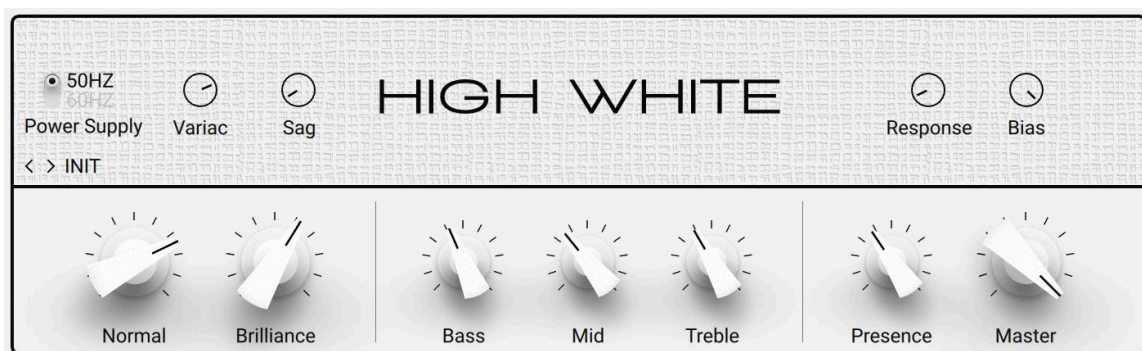 50HZ
60HZ
Power Supply
Variac
Sag
HIGH WHITE
Response
Bias
< > INIT
Normal
Brilliance
Bass
Mid
Treble
Presence
Master